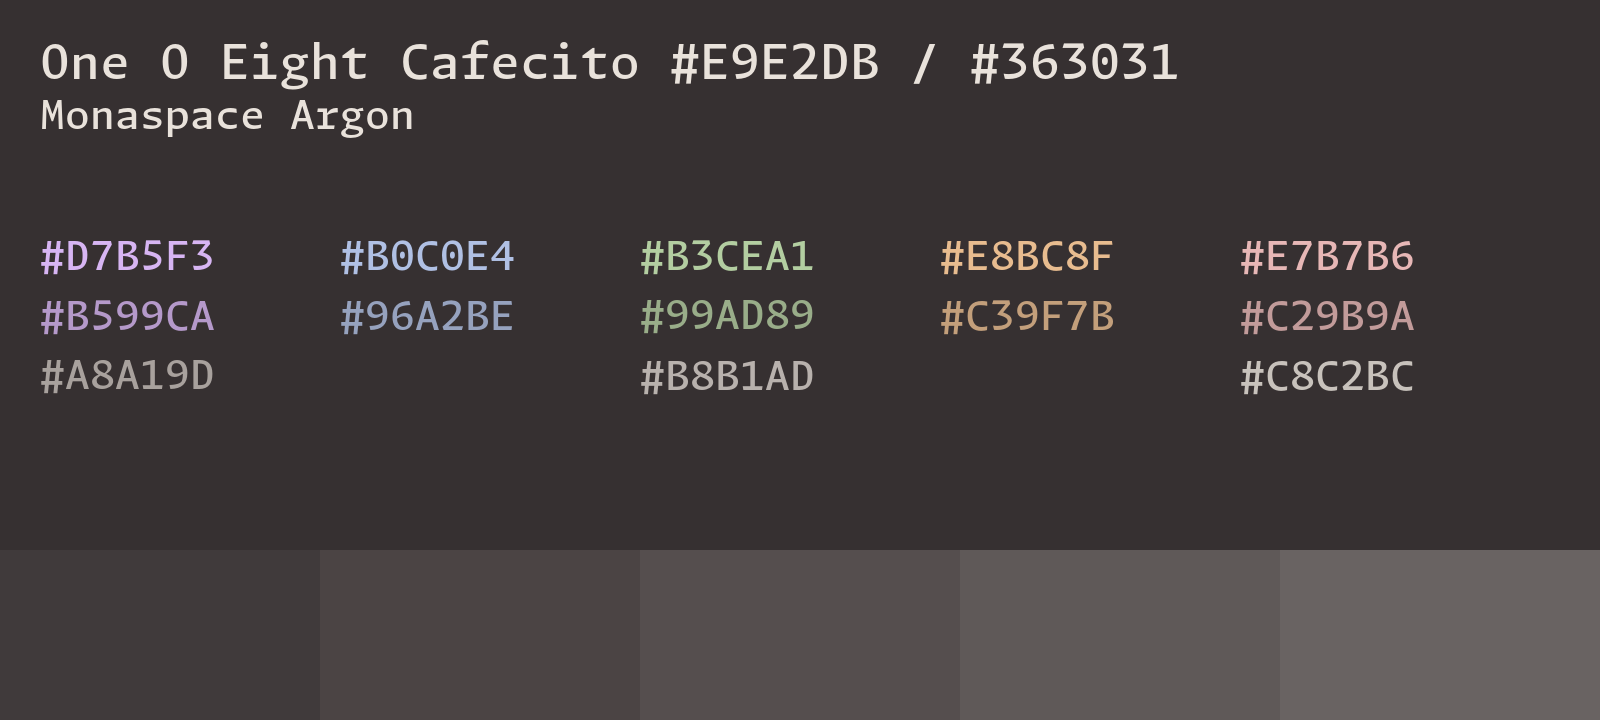 One O Eight Cafecito #E9E2DB / #363031
Monaspace Argon
#D7B5F3 #B0C0E4 #B3CEA1 #E8BC8F #E7B7B6
#B599CA #96A2BE #99AD89 #C39F7B #C29B9A
#A8A19D #B8B1AD #C8C2BC